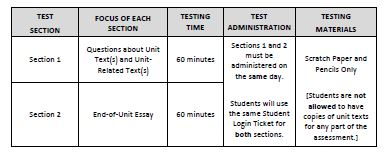 TEST SECTION
FOCUS OF EACH SECTION
TESTING TIME
TEST ADMINISTRATION
TESTING MATERIALS
Section 1
Questions about Unit
Text(s) and Unit-
Related Text(s)
60 minutes
Sections 1 and 2
must be
administered on
the same day.
Scratch Paper and
Pencils Only
Section 2
End-of-Unit Essay
60 minutes
Students will use
the same Student
Login Ticket for
both sections.
[Students are not
allowed to have
copies of unit texts
for any part of the
assessment.]